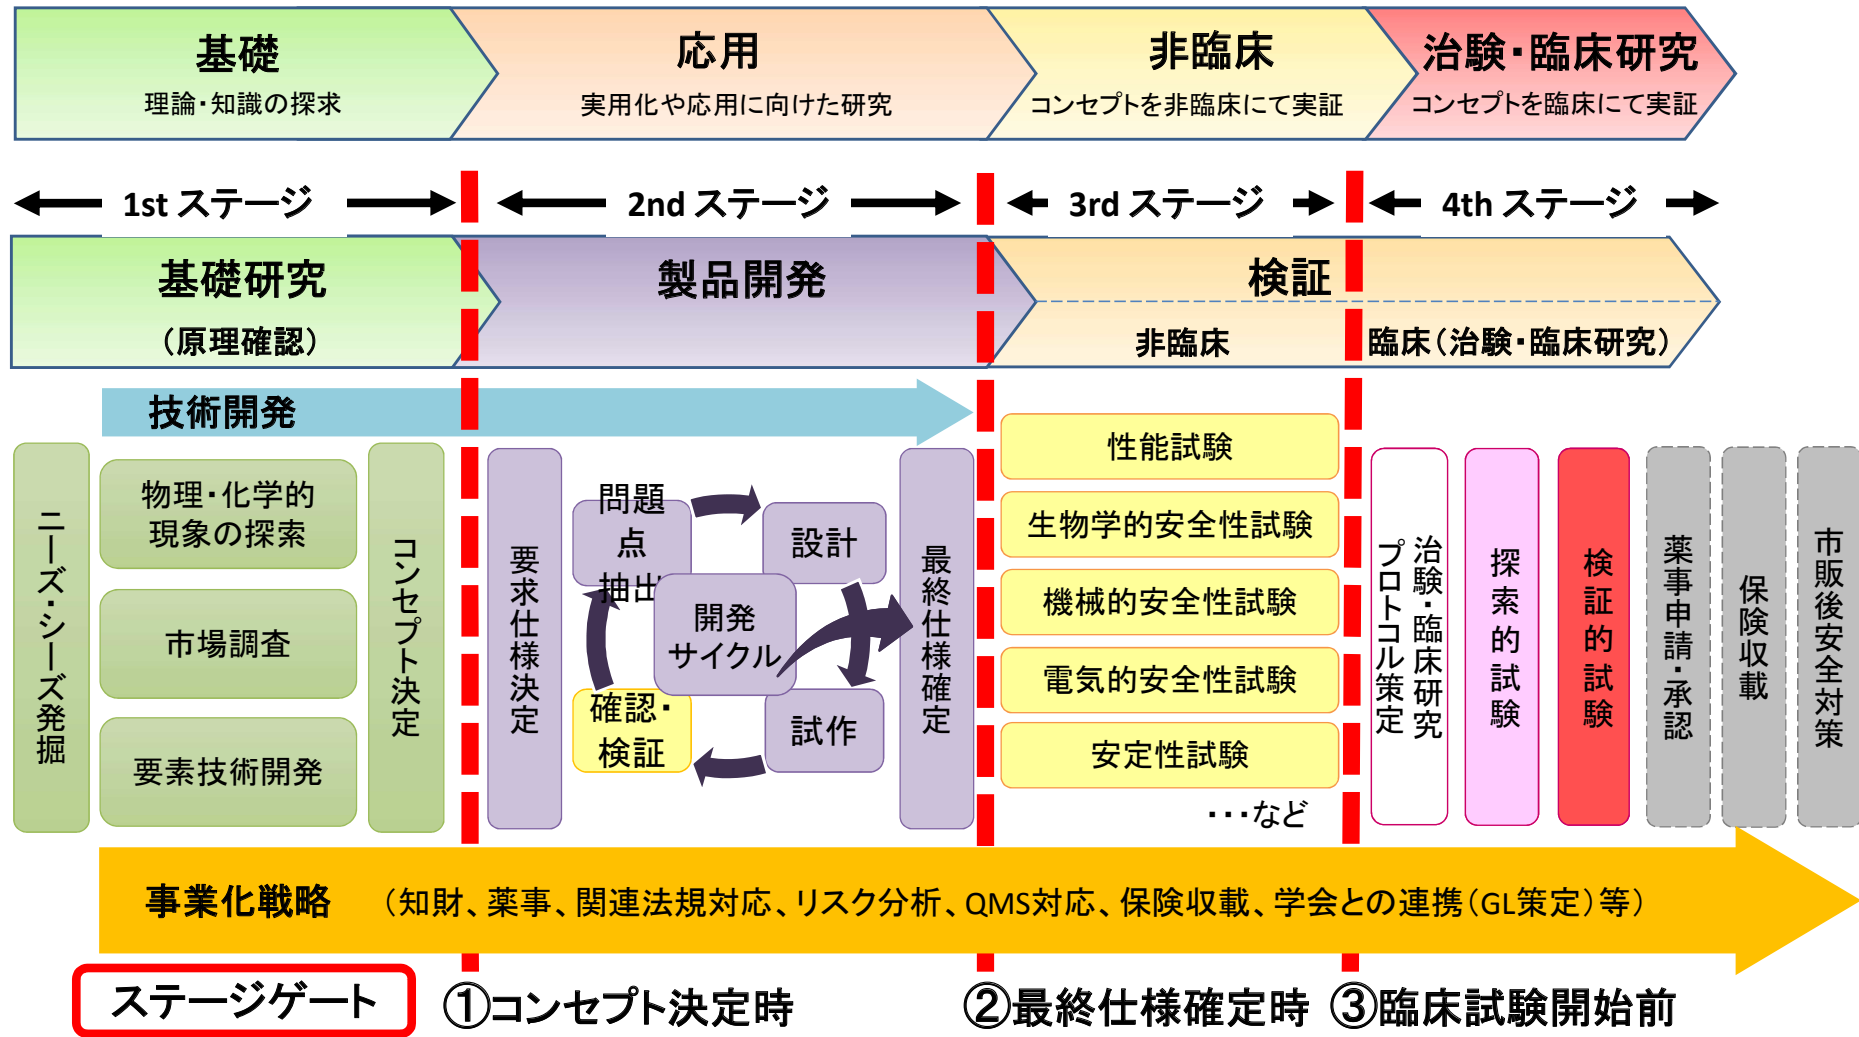 基礎
理論・知識の探求
応用
実用化や応用に向けた研究
非臨床
コンセプトを非臨床にて実証
治験・臨床研究
コンセプトを臨床にて実証
1st ステージ
2nd ステージ
3rd ステージ
4th ステージ
基礎研究
（原理確認）
製品開発
検証
非臨床
臨床（治験・臨床研究）
技術開発
ニーズ・シーズ発掘
物理・化学的
現象の探索
市場調査
要素技術開発
コンセプト決定
要求仕様決定
問題
点
抽出
設計
開発
サイクル
確認・
検証
試作
最終仕様確定
性能試験
生物学的安全性試験
機械的安全性試験
電気的安全性試験
安定性試験
・・・など
治験・臨床研究
プロトコル策定
探索的試験
検証的試験
薬事申請・承認
保険収載
市販後安全対策
事業化戦略 （知財、薬事、関連法規対応、リスク分析、QMS対応、保険収載、学会との連携（GL策定）等）
ステージゲート
①コンセプト決定時
②最終仕様確定時
③臨床試験開始前